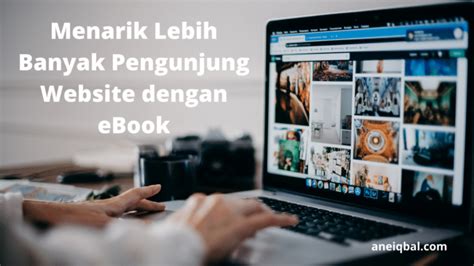 Menarik Lebih
Banyak Pengunjung
Website dengan
eBook
aneiqbal.com